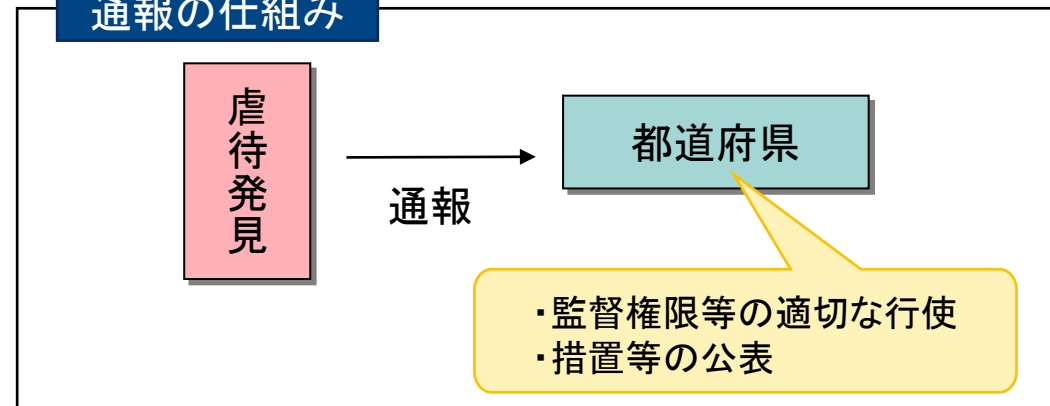 通報の仕組み
虐待発見
通報
都道府県
・監督権限等の適切な行使
・措置等の公表